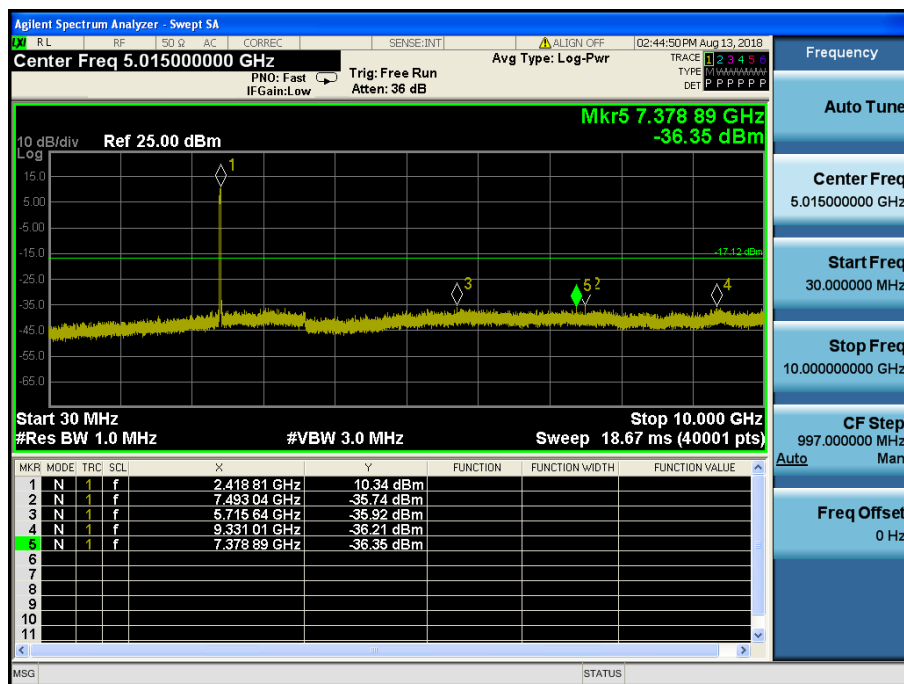 Agilent Spectrum Analyzer - Swept SA
LXI RL RF 50 Ω AC CORREC SENSE:INT ALIGN OFF 02:44:50 PM Aug 13, 2018
Center Freq 5.015000000 GHz
PNO: Fast
IFGain:Low
Trig: Free Run
Atten: 36 dB
Avg Type: Log-Pwr
TRACE 1 2 3 4 5 6
TYPE M W W W W W
DET P P P P P P
Mkr5 7.378 89 GHz
-36.35 dBm
10 dB/div Ref 25.00 dBm
Log
15.0
5.00
-5.00
-15.0
-25.0
-35.0
-45.0
-55.0
-65.0
1
-17.12 dBm
3
5 2
4
Start 30 MHz
Stop 10.000 GHz
#Res BW 1.0 MHz
#VBW 3.0 MHz
Sweep 18.67 ms (40001 pts)
MKR MODE TRC SCL X Y FUNCTION FUNCTION WIDTH FUNCTION VALUE
1 N 1 f 2.418 81 GHz 10.34 dBm
2 N 1 f 7.493 04 GHz -35.74 dBm
3 N 1 f 5.715 64 GHz -35.92 dBm
4 N 1 f 9.331 01 GHz -36.21 dBm
5 N 1 f 7.378 89 GHz -36.35 dBm
6
7
8
9
10
11
MSG
STATUS
Frequency
Auto Tune
Center Freq
5.015000000 GHz
Start Freq
30.000000 MHz
Stop Freq
10.000000000 GHz
CF Step
997.000000 MHz
Auto Man
Freq Offset
0 Hz